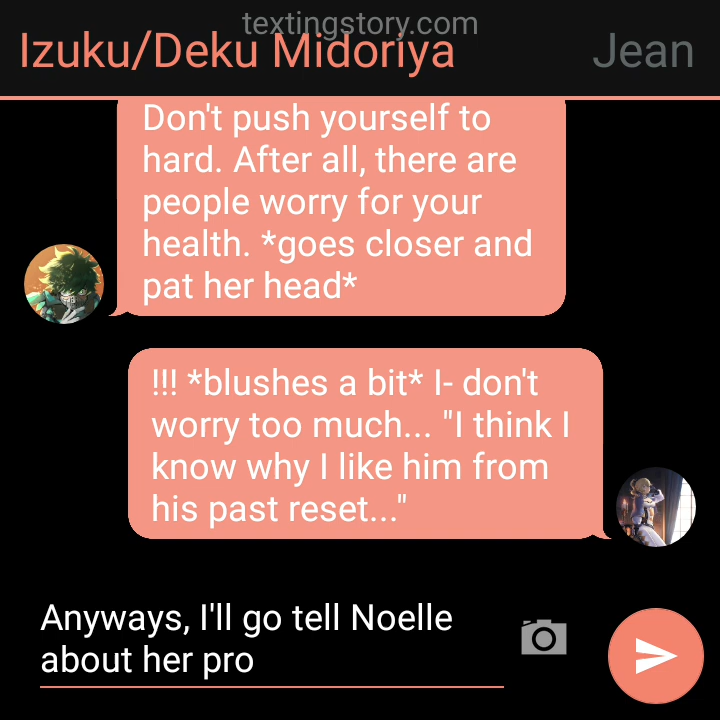 textingstory.com
Izuku/Deku Midoriya
Jean
Don't push yourself to
hard. After all, there are
people worry for your
health. *goes closer and
pat her head*
!!! *blushes a bit* I- don't
worry too much... "I think I
know why I like him from
his past reset..."
Anyways, I'll go tell Noelle
about her pro